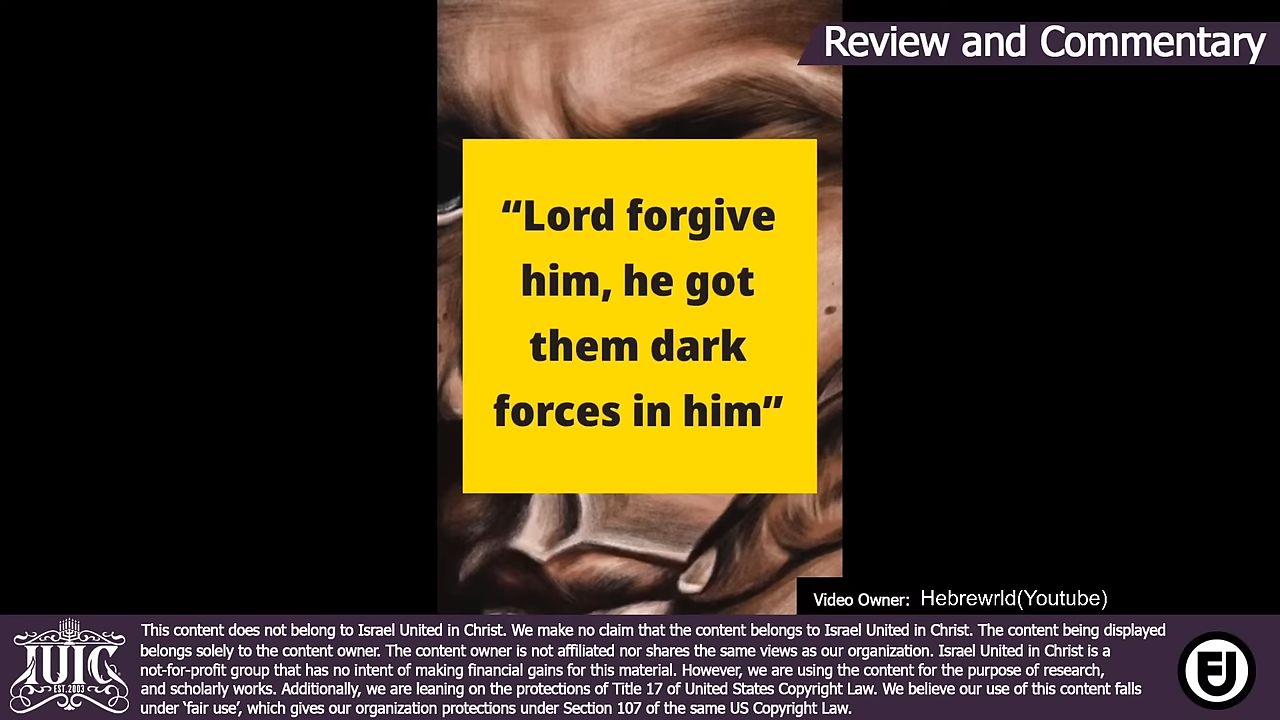 Review and Commentary
“Lord forgive
him, he got
them dark
forces in him”
Video Owner: Hebrewrld(Youtube)
IUIC
EST.2003
This content does not belong to Israel United in Christ. We make no claim that the content belongs to Israel United in Christ. The content being displayed
belongs solely to the content owner. The content owner is not affiliated nor shares the same views as our organization. Israel United in Christ is a
not-for-profit group that has no intent of making financial gains for this material. However, we are using the content for the purpose of research,
and scholarly works. Additionally, we are leaning on the protections of Title 17 of United States Copyright Law. We believe our use of this content falls
under ‘fair use’, which gives our organization protections under Section 107 of the same US Copyright Law.